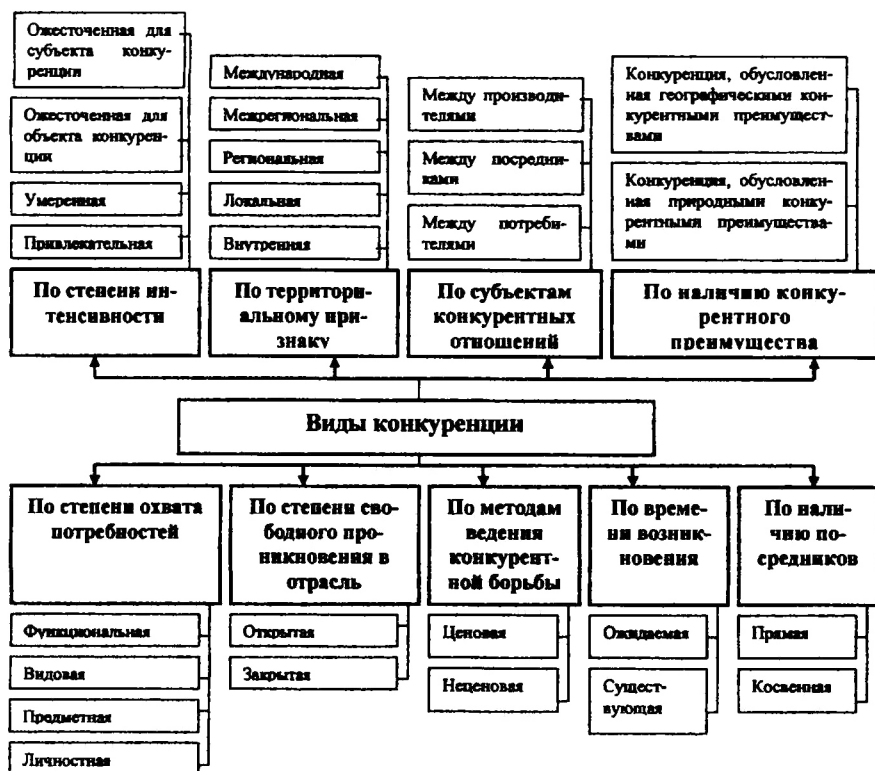 Ожесточенная для
субъекта конку-
ренции
Ожесточенная для
объекта конкурен-
ции
Умеренная
Привлекательная
По степени ин-
тенсивности
Международная
Межрегиональная
Региональная
Локальная
Внутренняя
По территори-
альному приз-
наку
Между производи-
телями
Между посредни-
ками
Между потреби-
телями
По субъектам
конкурентных
отношений
Конкуренция, обусловлен-
ная географическими кон-
курентными преимущест-
вами
Конкуренция, обусловлен-
ная природными конку-
рентными преимущества-
ми
По наличию конку-
рентного
преимущества
Виды конкуренции
По степени охвата
потребностей
Функциональная
Видовая
Предметная
Личностная
По степени сво-
бодного про-
никновения в
отрасль
Открытая
Закрытая
По методам
ведения
конкурент-
ной борьбы
Ценовая
Неценовая
По време-
ни возник-
новения
Ожидаемая
Сущест-
вующая
По нали-
чию по-
средников
Прямая
Косвенная